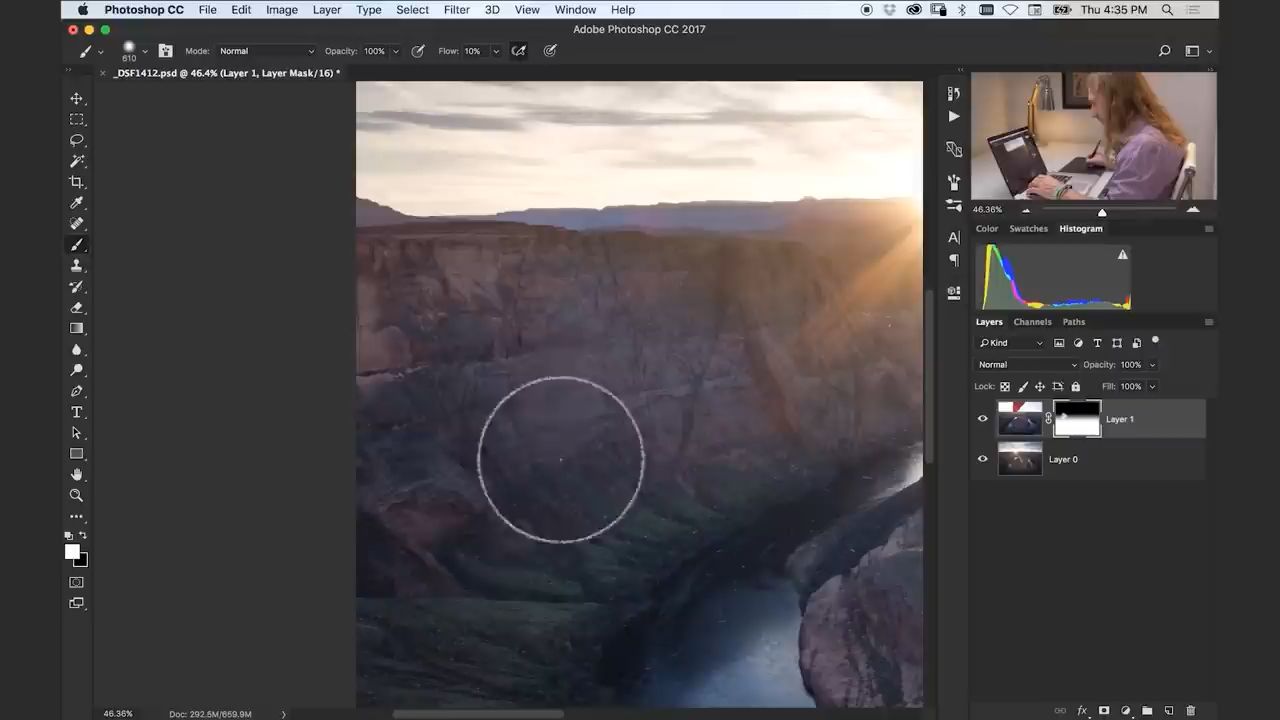 Photoshop CC File Edit Image Layer Type Select Filter 3D View Window Help Thu 4:35 PM
Adobe Photoshop CC 2017
610 Mode: Normal Opacity: 100% Flow: 10%
_DSF1412.psd @ 46.4% (Layer 1, Layer Mask/16) *
46.36%
Color Swatches Histogram
Layers Channels Paths
Kind
Normal Opacity: 100%
Lock: Fill: 100%
Layer 1
Layer 0
46.36% Doc: 292.5M/659.9M